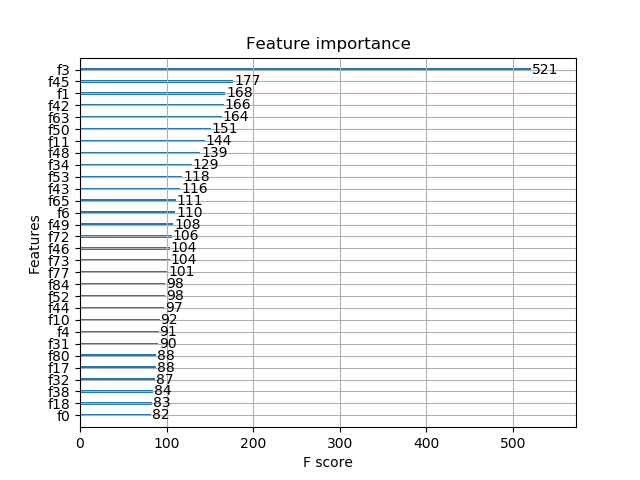 Feature importance
f3 521
f45 177
f1 168
f42 166
f63 164
f50 151
f11 144
f48 139
f34 129
f53 118
f43 116
f65 111
f6 110
f49 108
f72 106
f46 104
f73 104
f77 101
f84 98
f52 98
f44 97
f10 92
f4 91
f31 90
f80 88
f17 88
f32 87
f38 84
f18 83
f0 82
Features
0 100 200 300 400 500
F score